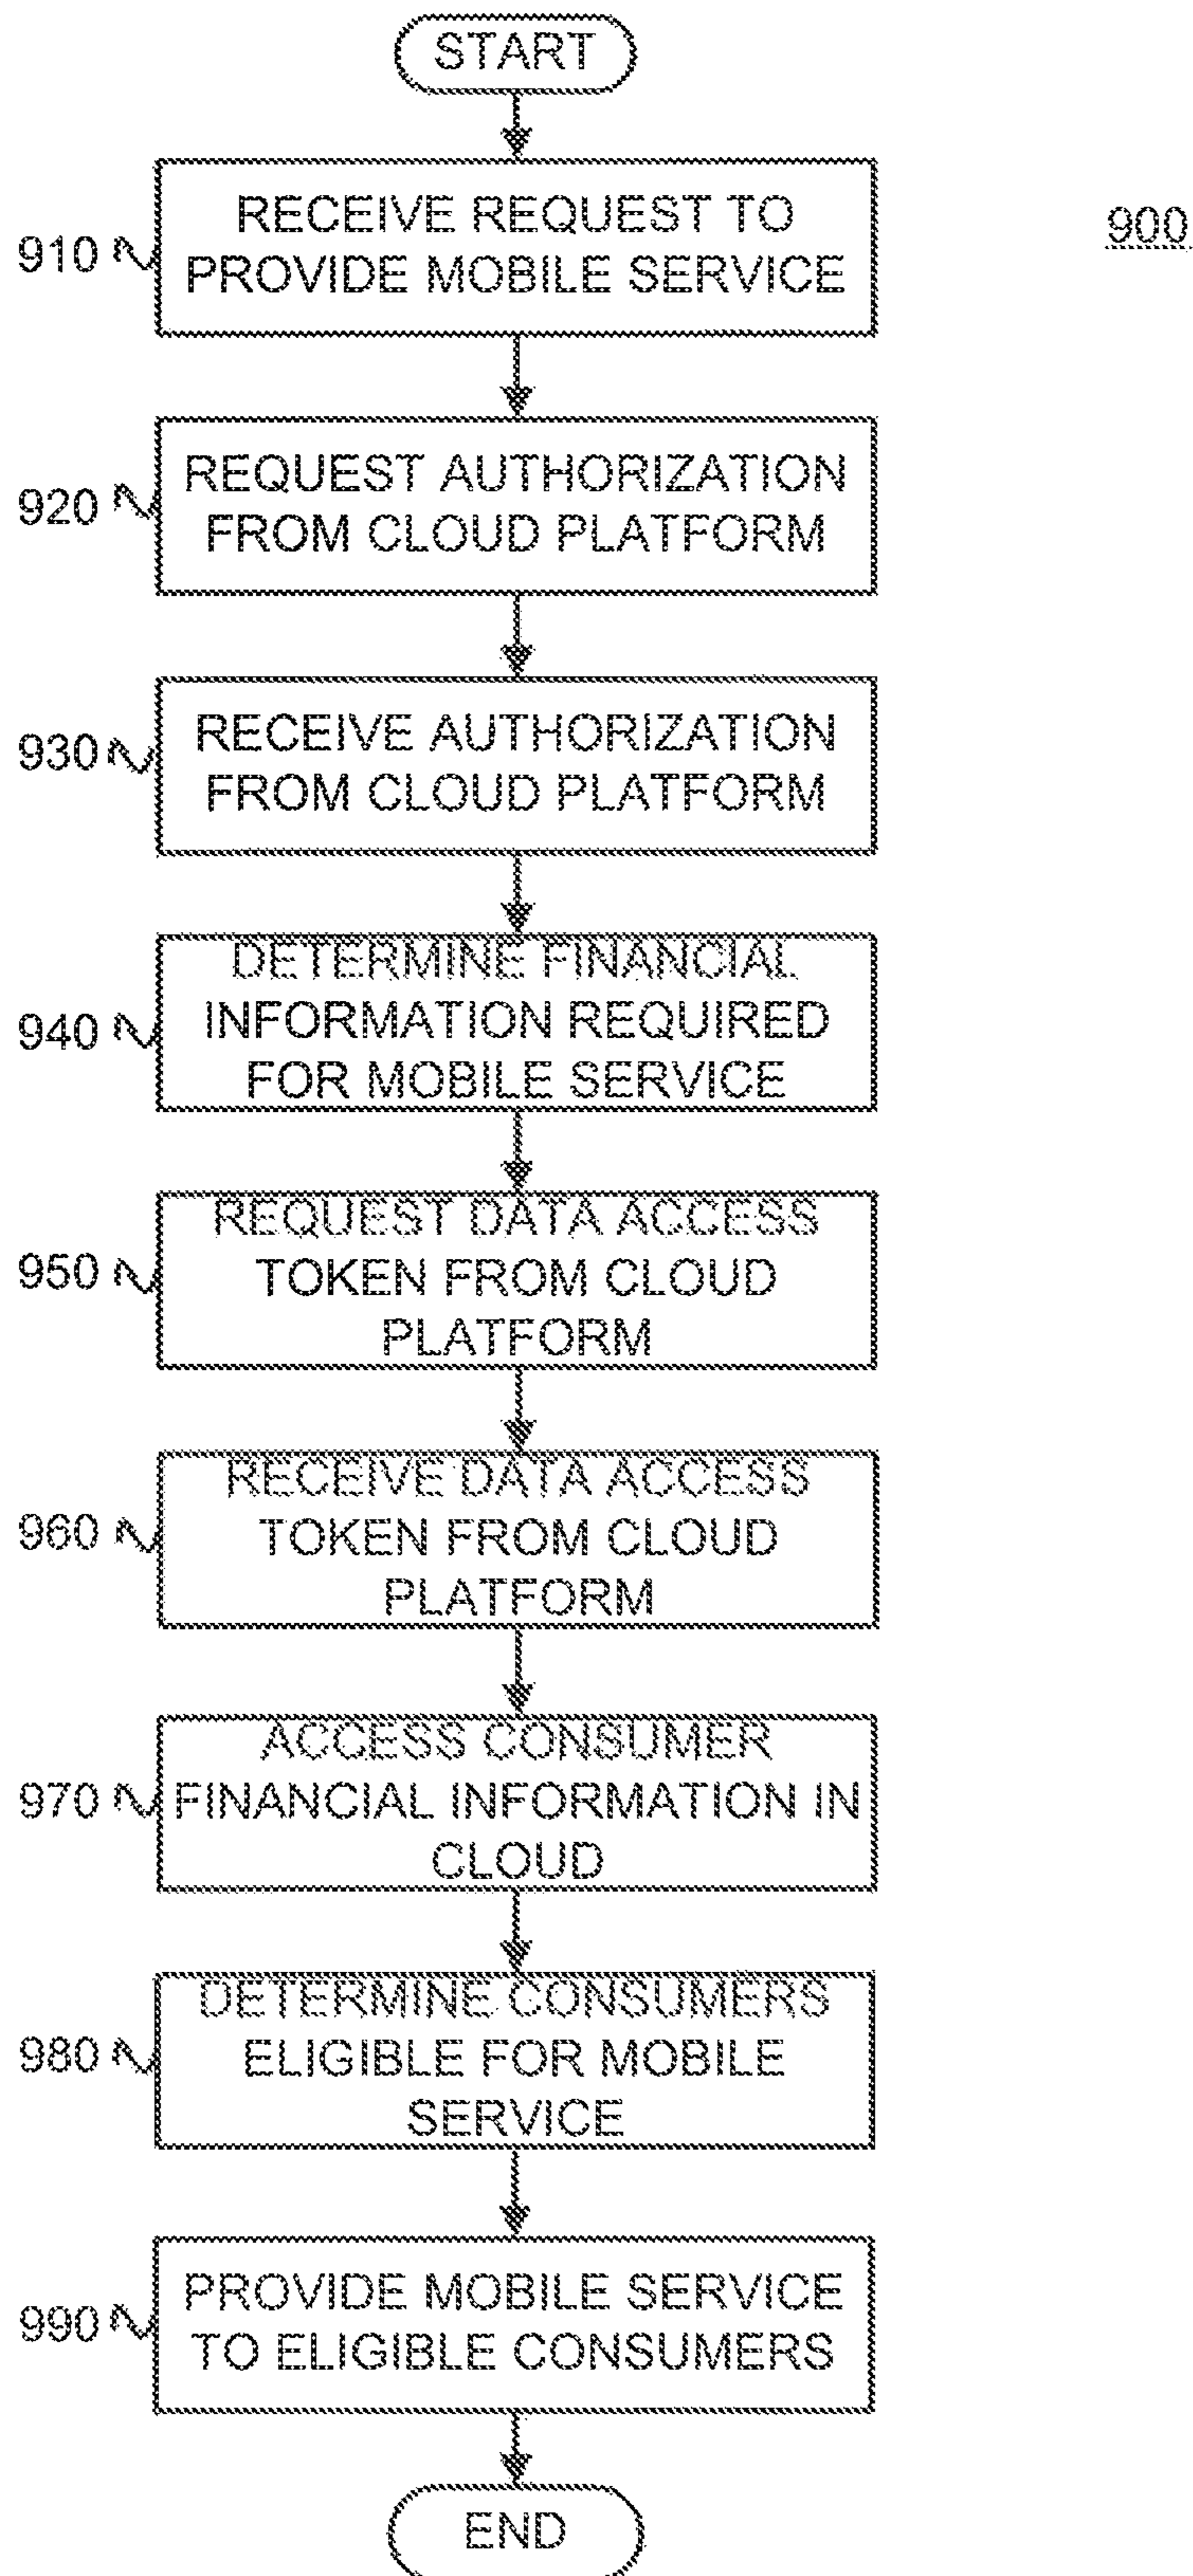 START
RECEIVE REQUEST TO
PROVIDE MOBILE SERVICE
910
900
REQUEST AUTHORIZATION
FROM CLOUD PLATFORM
920
RECEIVE AUTHORIZATION
FROM CLOUD PLATFORM
930
DETERMINE FINANCIAL
INFORMATION REQUIRED
FOR MOBILE SERVICE
940
REQUEST DATA ACCESS
TOKEN FROM CLOUD
PLATFORM
950
RECEIVE DATA ACCESS
TOKEN FROM CLOUD
PLATFORM
960
ACCESS CONSUMER
FINANCIAL INFORMATION IN
CLOUD
970
DETERMINE CONSUMERS
ELIGIBLE FOR MOBILE
SERVICE
980
PROVIDE MOBILE SERVICE
TO ELIGIBLE CONSUMERS
990
END